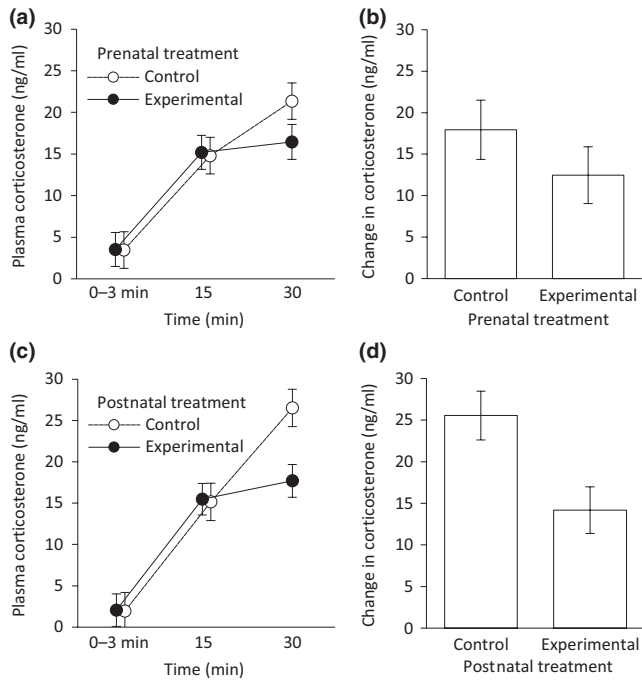 (a)
Plasma corticosterone (ng/ml)
30
25
20
15
10
5
0
Prenatal treatment
Control
Experimental
0–3 min
15
30
Time (min)
(b)
Change in corticosterone (ng/ml)
30
25
20
15
10
5
0
Control
Experimental
Prenatal treatment
(c)
Plasma corticosterone (ng/ml)
30
25
20
15
10
5
0
Postnatal treatment
Control
Experimental
0–3 min
15
30
Time (min)
(d)
Change in corticosterone (ng/ml)
30
25
20
15
10
5
0
Control
Experimental
Postnatal treatment